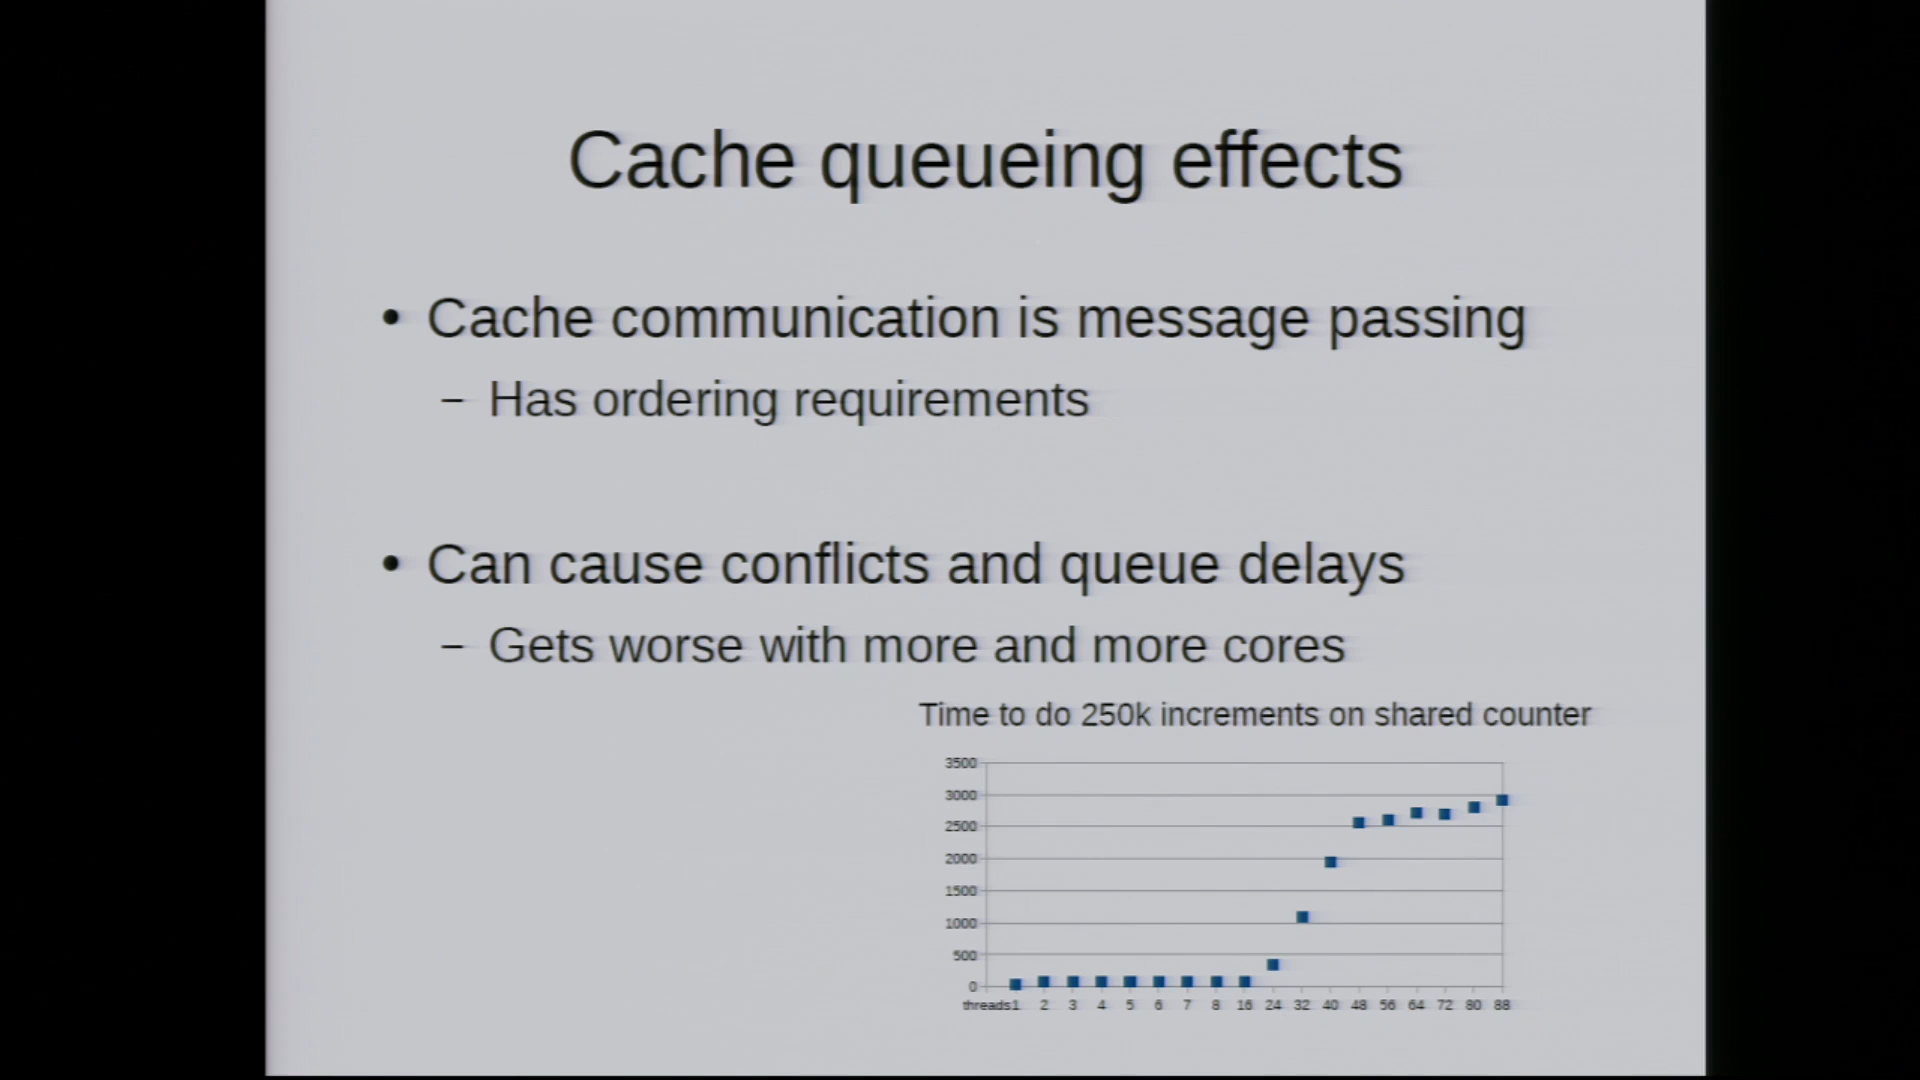 Cache queueing effects
• Cache communication is message passing
– Has ordering requirements
• Can cause conflicts and queue delays
– Gets worse with more and more cores
Time to do 250k increments on shared counter
3500
3000
2500
2000
1500
1000
500
0
threads 1 2 3 4 5 6 7 8 16 24 32 40 48 56 64 72 80 88